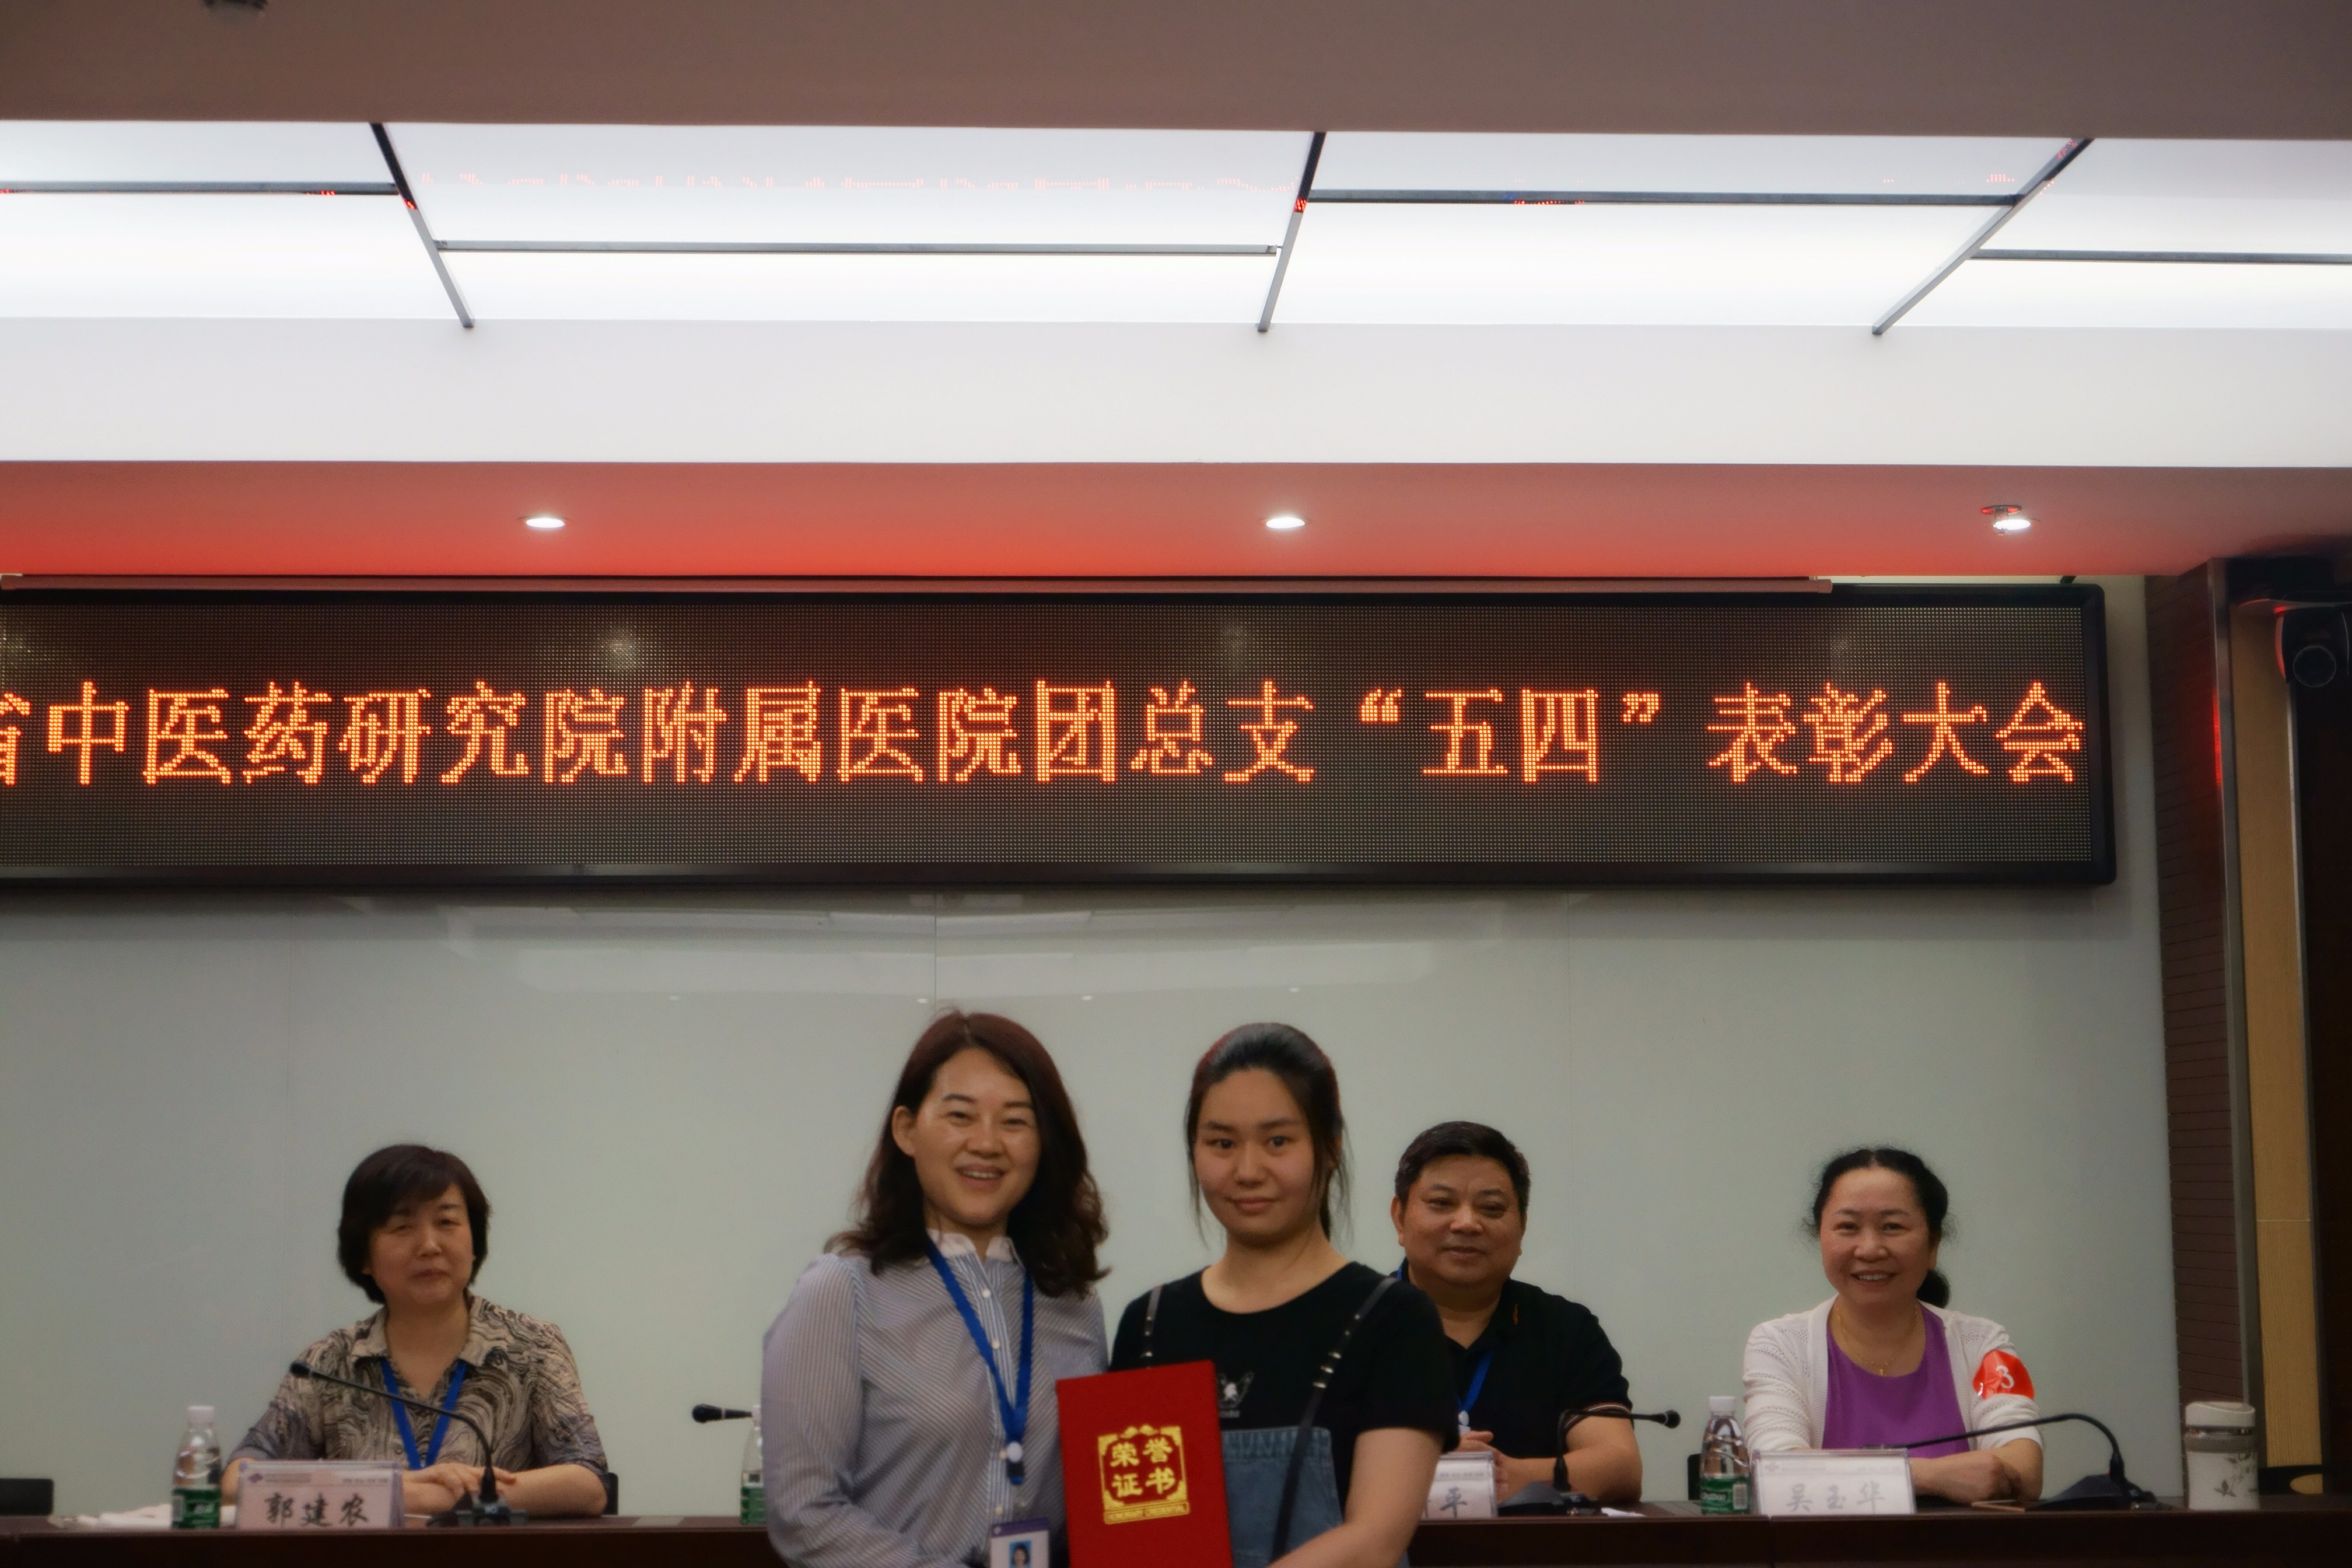 省中医药研究院附属医院团总支“五四”表彰大会
荣誉
证书
郭建农
平
吴玉华